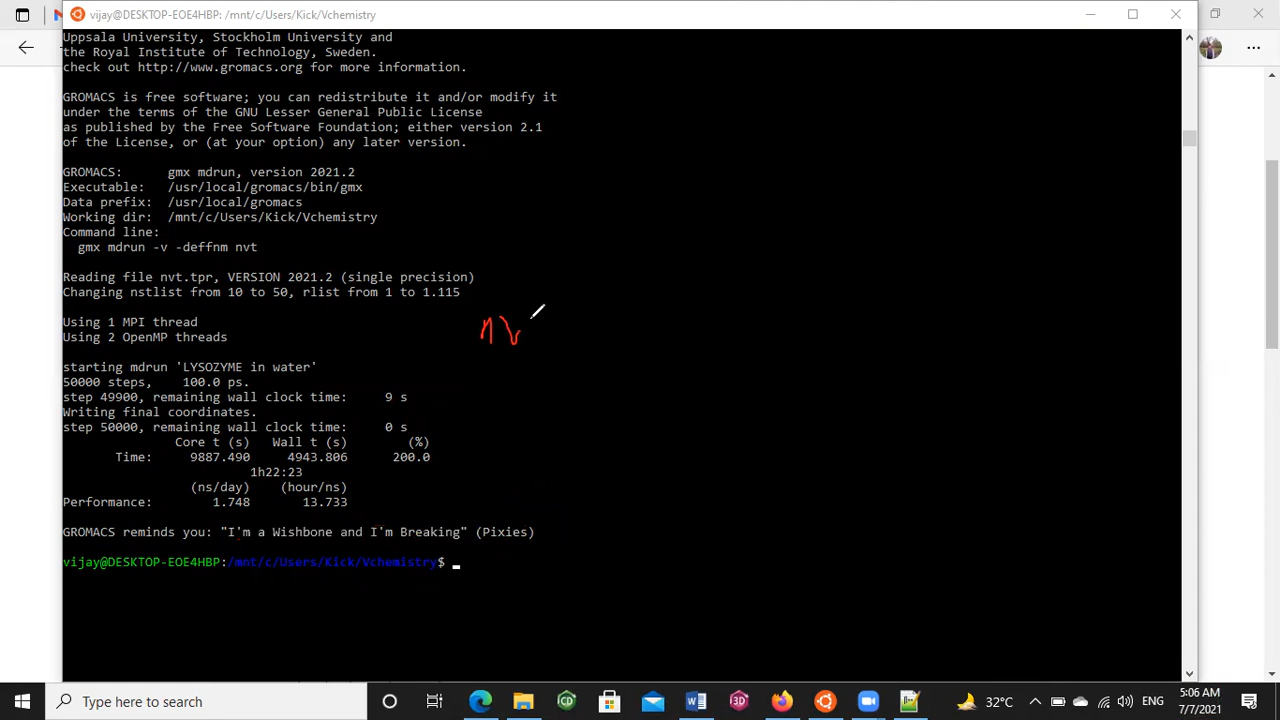 vijay@DESKTOP-EOE4HBP: /mnt/c/Users/Kick/Vchemistry
Uppsala University, Stockholm University and
the Royal Institute of Technology, Sweden.
check out http://www.gromacs.org for more information.
GROMACS is free software; you can redistribute it and/or modify it
under the terms of the GNU Lesser General Public License
as published by the Free Software Foundation; either version 2.1
of the License, or (at your option) any later version.
GROMACS:      gmx mdrun, version 2021.2
Executable:   /usr/local/gromacs/bin/gmx
Data prefix:  /usr/local/gromacs
Working dir:  /mnt/c/Users/Kick/Vchemistry
Command line:
  gmx mdrun -v -deffnm nvt
Reading file nvt.tpr, VERSION 2021.2 (single precision)
Changing nstlist from 10 to 50, rlist from 1 to 1.115
Using 1 MPI thread
Using 2 OpenMP threads
nv
starting mdrun 'LYSOZYME in water'
50000 steps,    100.0 ps.
step 49900, remaining wall clock time:     9 s
Writing final coordinates.
step 50000, remaining wall clock time:     0 s
               Core t (s)   Wall t (s)        (%)
       Time:     9887.490     4943.806      200.0
                         1h22:23
                 (ns/day)    (hour/ns)
Performance:        1.748       13.733
GROMACS reminds you: "I'm a Wishbone and I'm Breaking" (Pixies)
vijay@DESKTOP-EOE4HBP:/mnt/c/Users/Kick/Vchemistry$
Type here to search
32°C
ENG
5:06 AM
7/7/2021